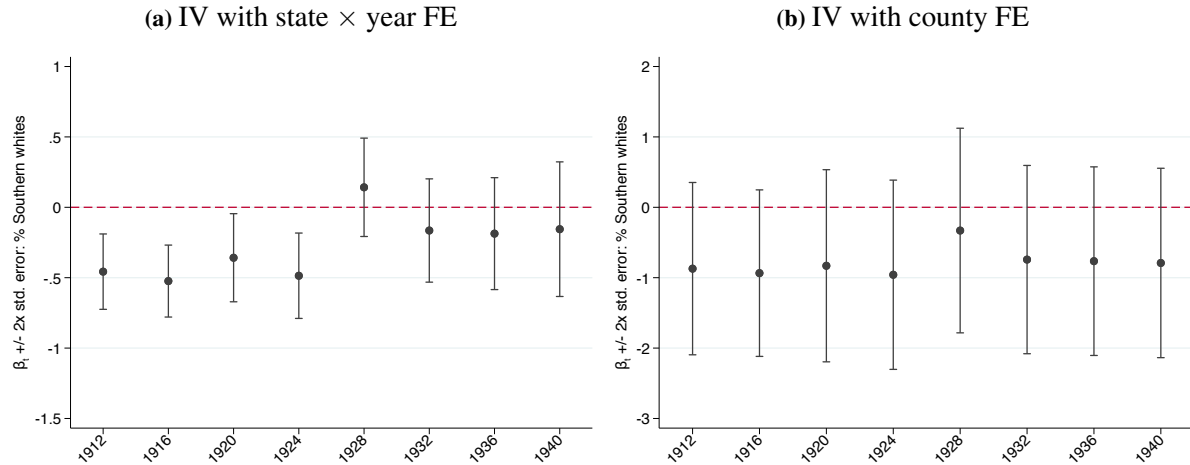 (a) IV with state × year FE
β_t +/- 2x std. error: % Southern whites
1
.5
0
-.5
-1
-1.5
1912 1916 1920 1924 1928 1932 1936 1940
(b) IV with county FE
β_t +/- 2x std. error: % Southern whites
2
1
0
-1
-2
-3
1912 1916 1920 1924 1928 1932 1936 1940